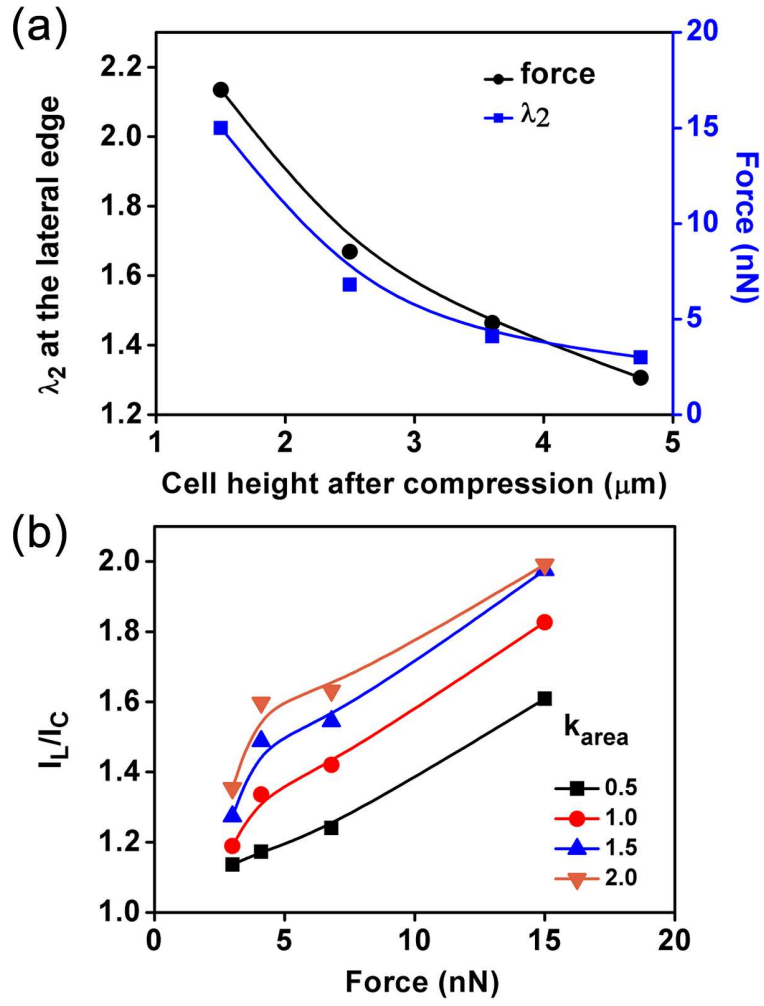 (a)
λ2 at the lateral edge
2.2
2.0
1.8
1.6
1.4
1.2
force
λ2
20
15
10
5
0
Force (nN)
1 2 3 4 5
Cell height after compression (μm)
(b)
IL/IC
2.0
1.8
1.6
1.4
1.2
1.0
karea
0.5
1.0
1.5
2.0
0 5 10 15 20
Force (nN)